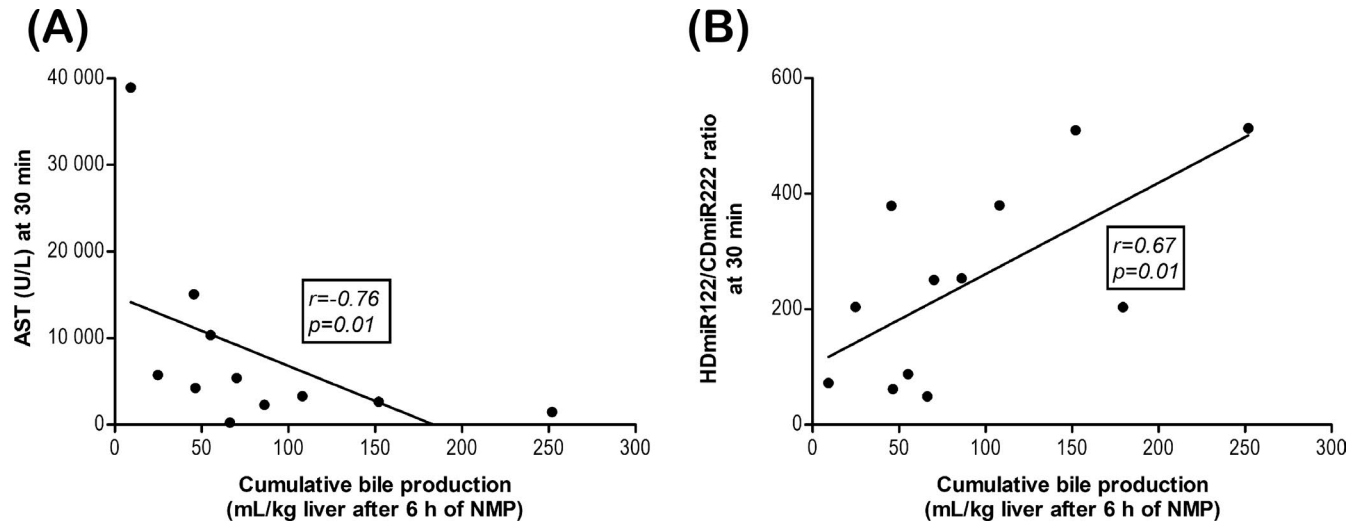 (A)
AST (U/L) at 30 min
40 000
30 000
20 000
10 000
0
r=-0.76
p=0.01
0 50 100 150 200 250 300
Cumulative bile production
(mL/kg liver after 6 h of NMP)
(B)
HDmiR122/CDmiR222 ratio
at 30 min
600
400
200
0
r=0.67
p=0.01
0 50 100 150 200 250 300
Cumulative bile production
(mL/kg liver after 6 h of NMP)